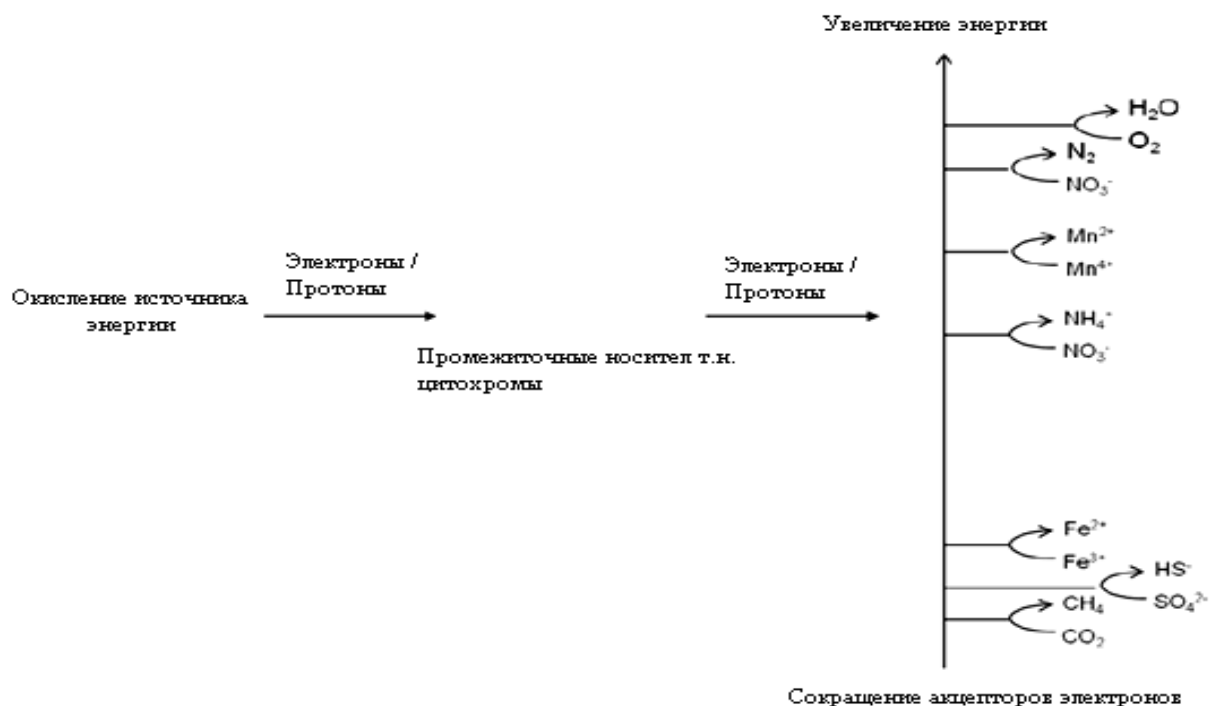 Увеличение энергии
H₂O
O₂
N₂
NO₃⁻
Mn²⁺
Mn⁴⁺
NH₄⁺
NO₃⁻
Электроны /
Протоны
Электроны /
Протоны
Окисление источника
энергии
Промежиточные носител т.н.
цитохромы
Fe²⁺
Fe³⁺
HS⁻
SO₄²⁻
CH₄
CO₂
Сокращение акцепторов электронов